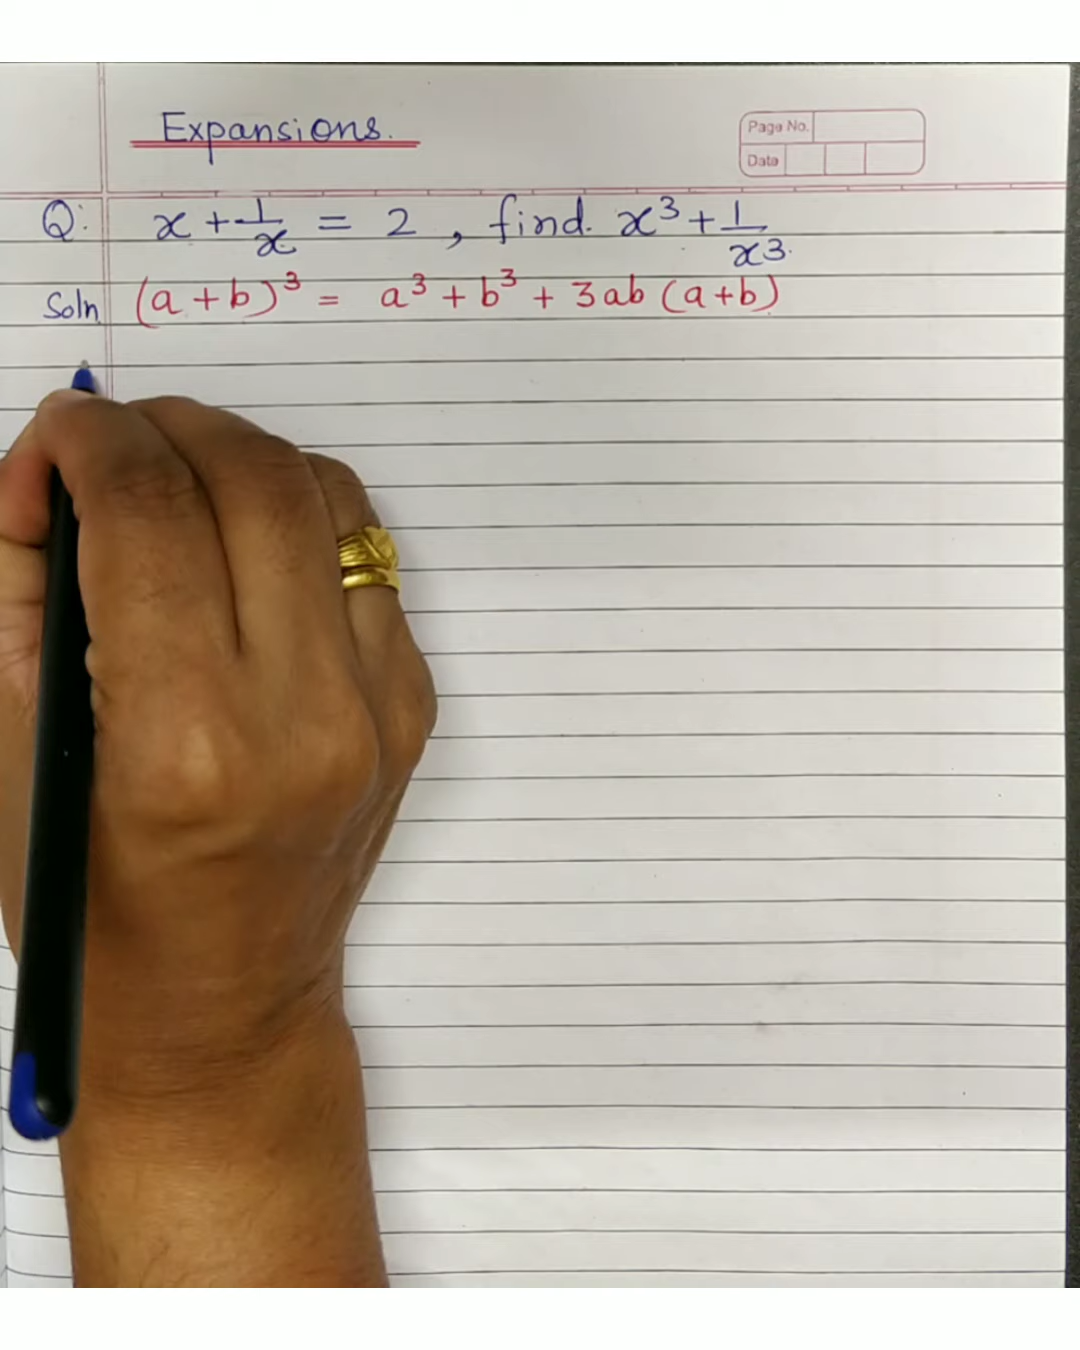 Expansions.
Page No.
Date
Q: x + 1/x = 2, find. x³ + 1/x³.
Soln (a+b)³ = a³ + b³ + 3ab (a+b)